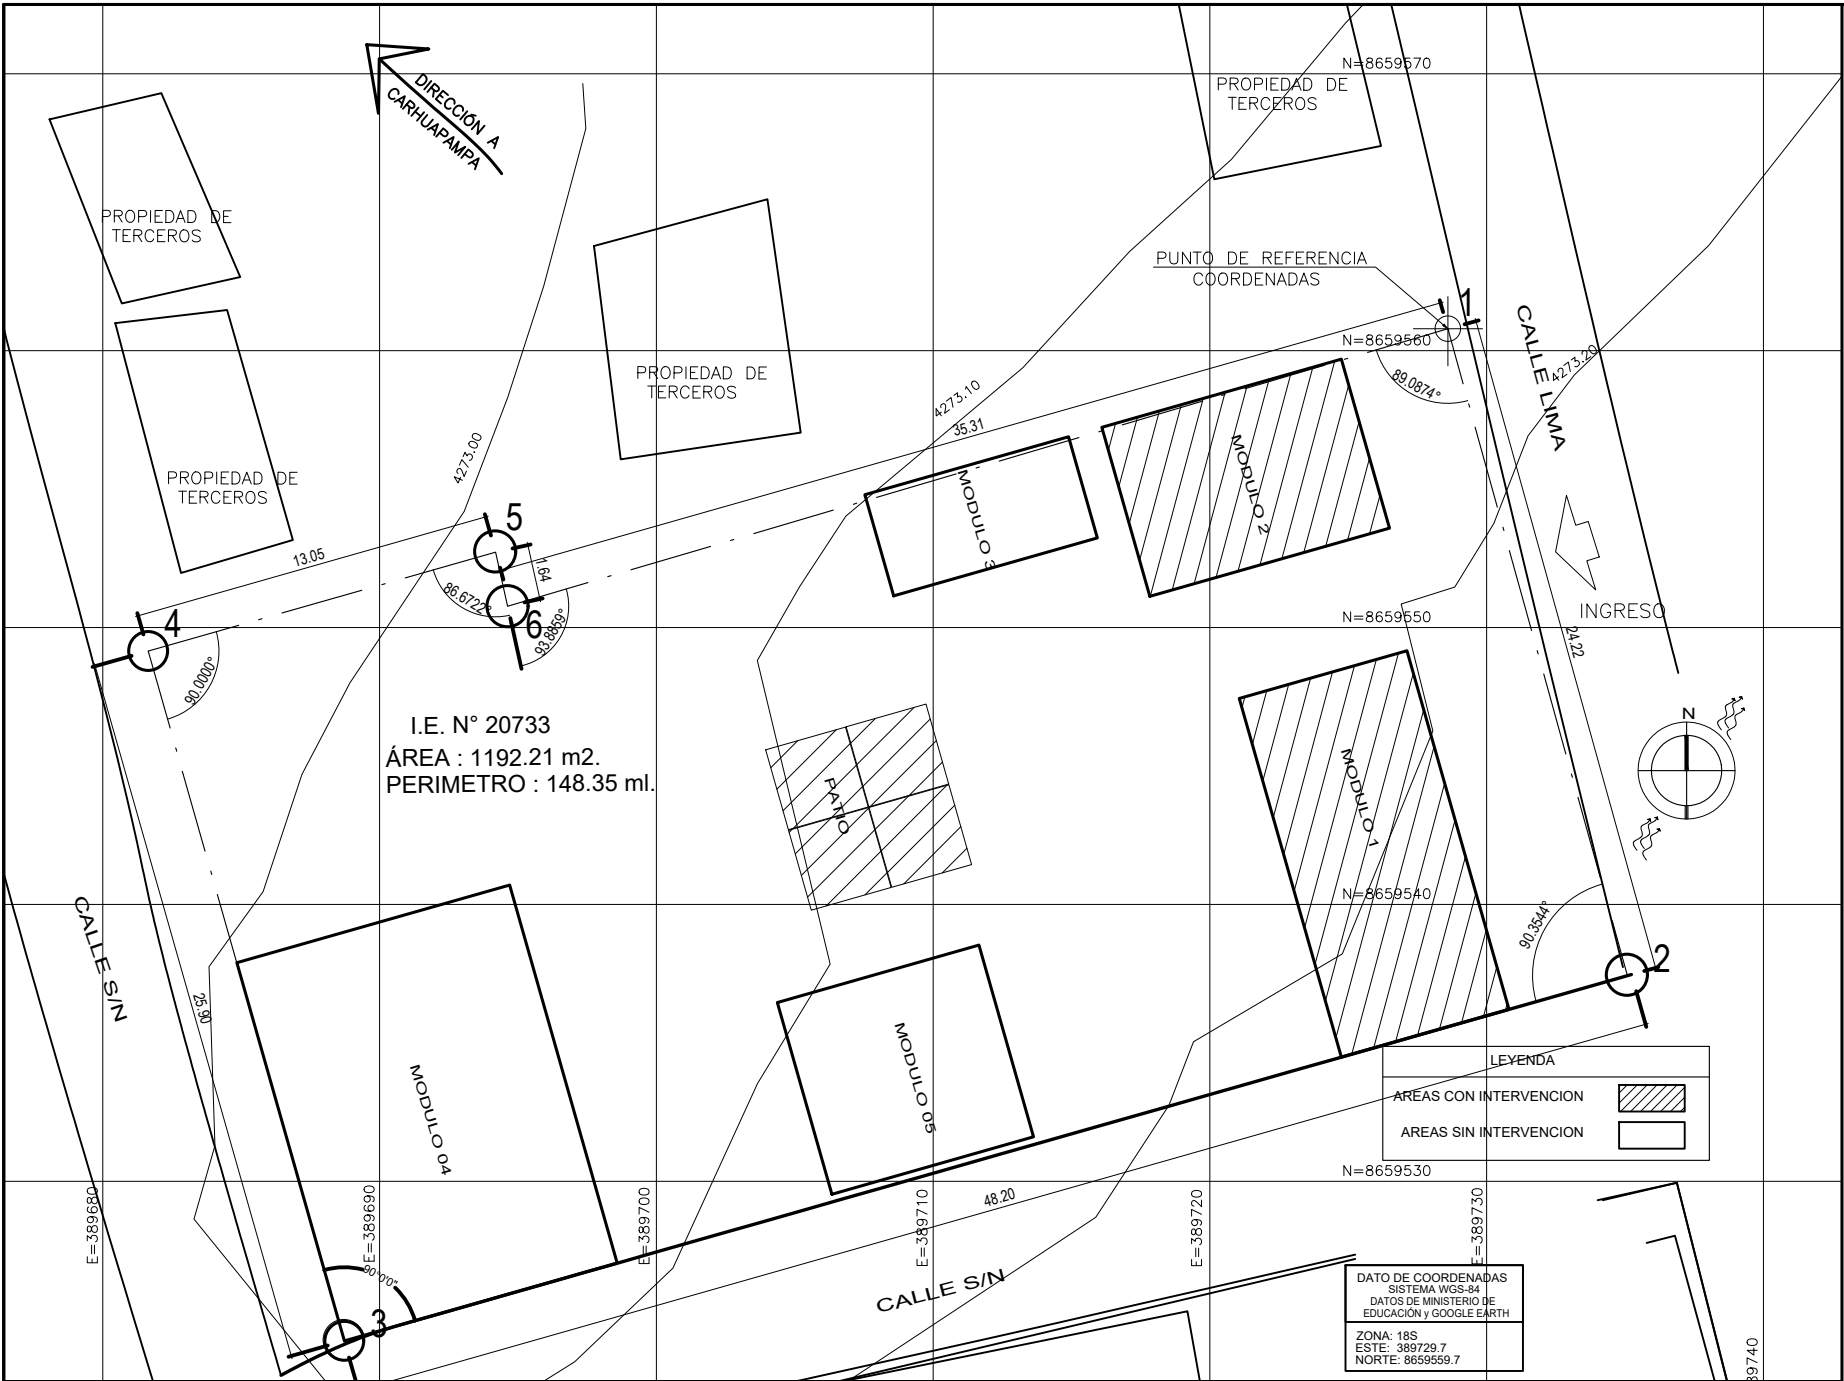 DIRECCIÓN A
CARHUAPAMPA
N=8659570
PROPIEDAD DE
TERCEROS
PROPIEDAD DE
TERCEROS
PUNTO DE REFERENCIA
COORDENADAS
1
CALLE LIMA
N=8659560
4273.20
89.0874°
PROPIEDAD DE
TERCEROS
4273.10
35.31
4273.00
MODULO 2
MODULO 3
PROPIEDAD DE
TERCEROS
5
13.05
1.64
86.6722°
6
93.8859°
4
90.0000°
N=8659550
INGRESO
24.22
I.E. N° 20733
ÁREA : 1192.21 m2.
PERIMETRO : 148.35 ml.
N
PATIO
MODULO 1
N=8659540
90.3544°
2
CALLE S/N
25.90
MODULO 04
MODULO 05
LEYENDA
AREAS CON INTERVENCION
AREAS SIN INTERVENCION
N=8659530
48.20
E=389680
E=389690
E=389700
E=389710
E=389720
E=389730
90°0'0"
3
CALLE S/N
DATO DE COORDENADAS
SISTEMA WGS-84
DATOS DE MINISTERIO DE
EDUCACIÓN y GOOGLE EARTH
ZONA: 18S
ESTE: 389729.7
NORTE: 8659559.7
89740